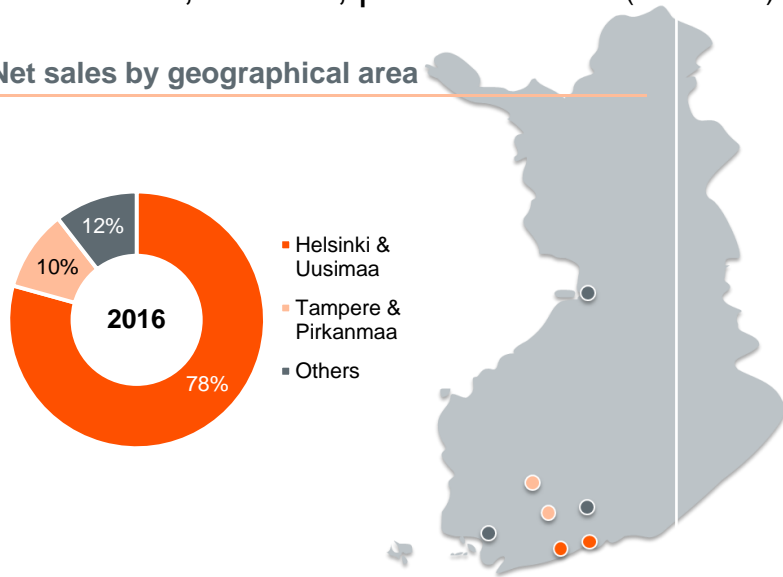 Net sales by geographical area
12%
10%
2016
78%
Helsinki &
Uusimaa
Tampere &
Pirkanmaa
Others